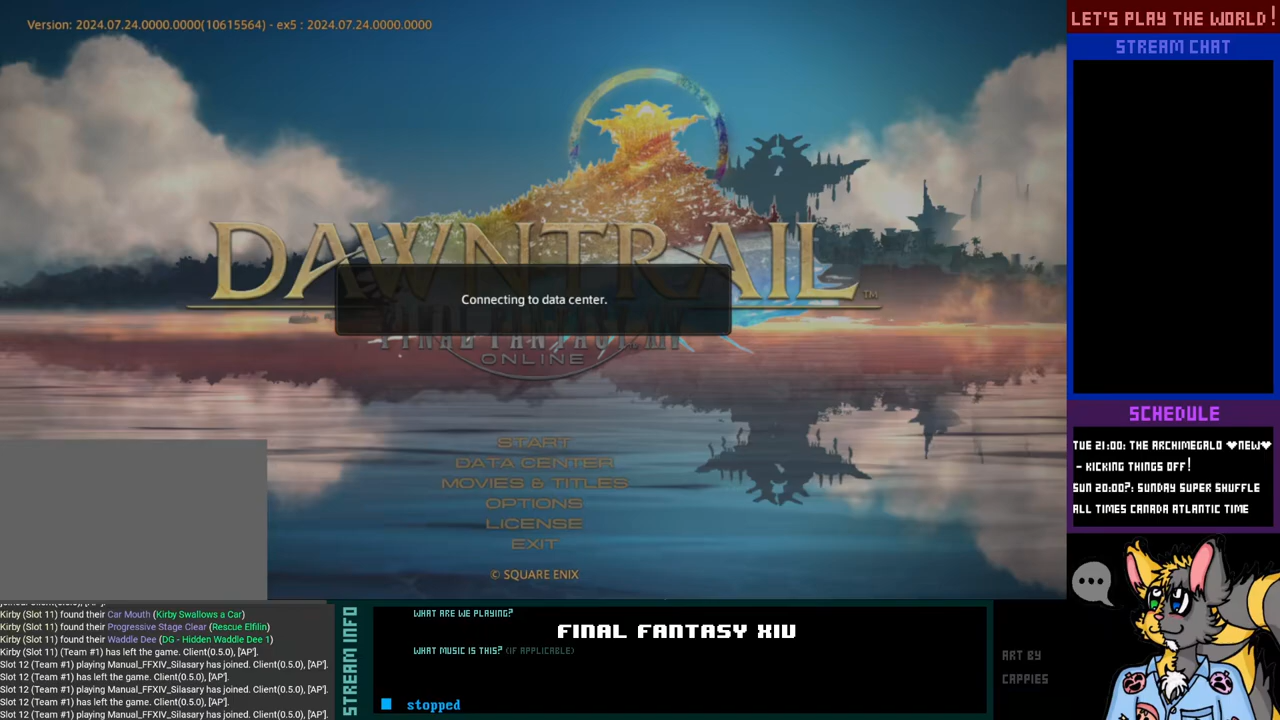 Version: 2024.07.24.0000.0000(10615564) - ex5 : 2024.07.24.0000.0000
DAWNTRAIL™
Connecting to data center.
FINAL FANTASY XIV
ONLINE
START
DATA CENTER
MOVIES & TITLES
OPTIONS
LICENSE
EXIT
© SQUARE ENIX
Kirby (Slot 11) found their Car Mouth (Kirby Swallows a Car)
Kirby (Slot 11) found their Progressive Stage Clear (Rescue Elfilin)
Kirby (Slot 11) found their Waddle Dee (DG - Hidden Waddle Dee 1)
Kirby (Slot 11) (Team #1) has left the game. Client(0.5.0), ['AP'].
Slot 12 (Team #1) playing Manual_FFXIV_Silasary has joined. Client(0.5.0), ['AP'].
Slot 12 (Team #1) has left the game. Client(0.5.0), ['AP'].
Slot 12 (Team #1) playing Manual_FFXIV_Silasary has joined. Client(0.5.0), ['AP'].
Slot 12 (Team #1) has left the game. Client(0.5.0), ['AP'].
Slot 12 (Team #1) playing Manual_FFXIV_Silasary has joined. Client(0.5.0), ['AP'].
STREAM INFO
WHAT ARE WE PLAYING?
FINAL FANTASY XIV
WHAT MUSIC IS THIS? (IF APPLICABLE)
stopped
ART BY
CAPPIES
LET'S PLAY THE WORLD!
STREAM CHAT
SCHEDULE
TUE 21:00: THE ARCHIMEGALO ❤NEW❤
- KICKING THINGS OFF!
SUN 20:00?: SUNDAY SUPER SHUFFLE
ALL TIMES CANADA ATLANTIC TIME